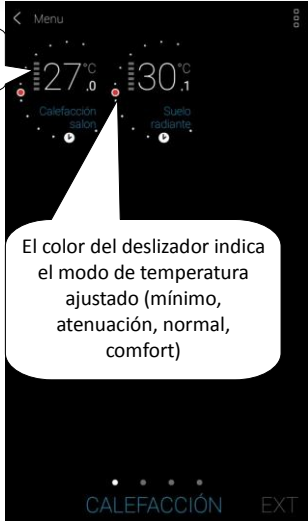 Menu
27 °C .0
30 °C .1
Calefacción Suelo
salon radiante
El color del deslizador indica
el modo de temperatura
ajustado (mínimo,
atenuación, normal,
comfort)
CALEFACCIÓN EXT